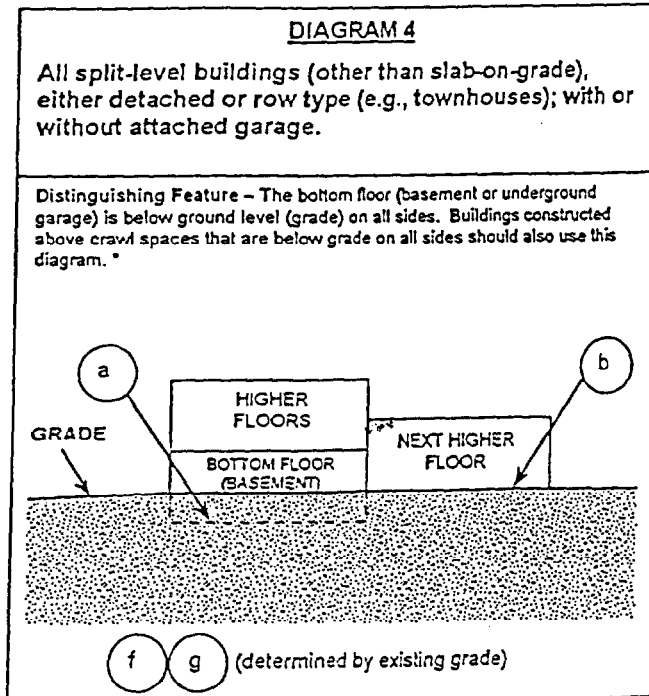 DIAGRAM 4
All split-level buildings (other than slab-on-grade),
either detached or row type (e.g., townhouses); with or
without attached garage.
Distinguishing Feature – The bottom floor (basement or underground
garage) is below ground level (grade) on all sides. Buildings constructed
above crawl spaces that are below grade on all sides should also use this
diagram. *
a
b
HIGHER
FLOORS
GRADE
NEXT HIGHER
FLOOR
BOTTOM FLOOR
(BASEMENT)
f g (determined by existing grade)